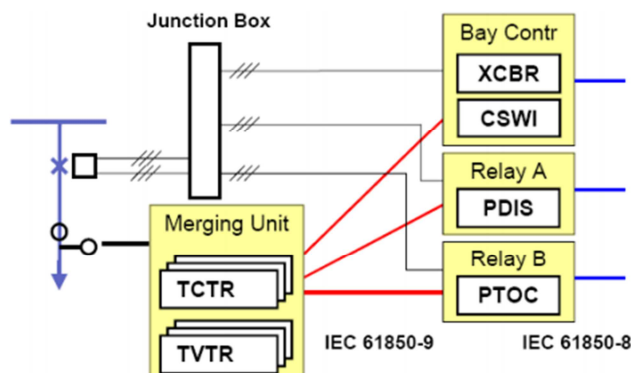 Junction Box
Bay Contr
XCBR
CSWI
Relay A
PDIS
Relay B
PTOC
Merging Unit
TCTR
TVTR
IEC 61850-9
IEC 61850-8